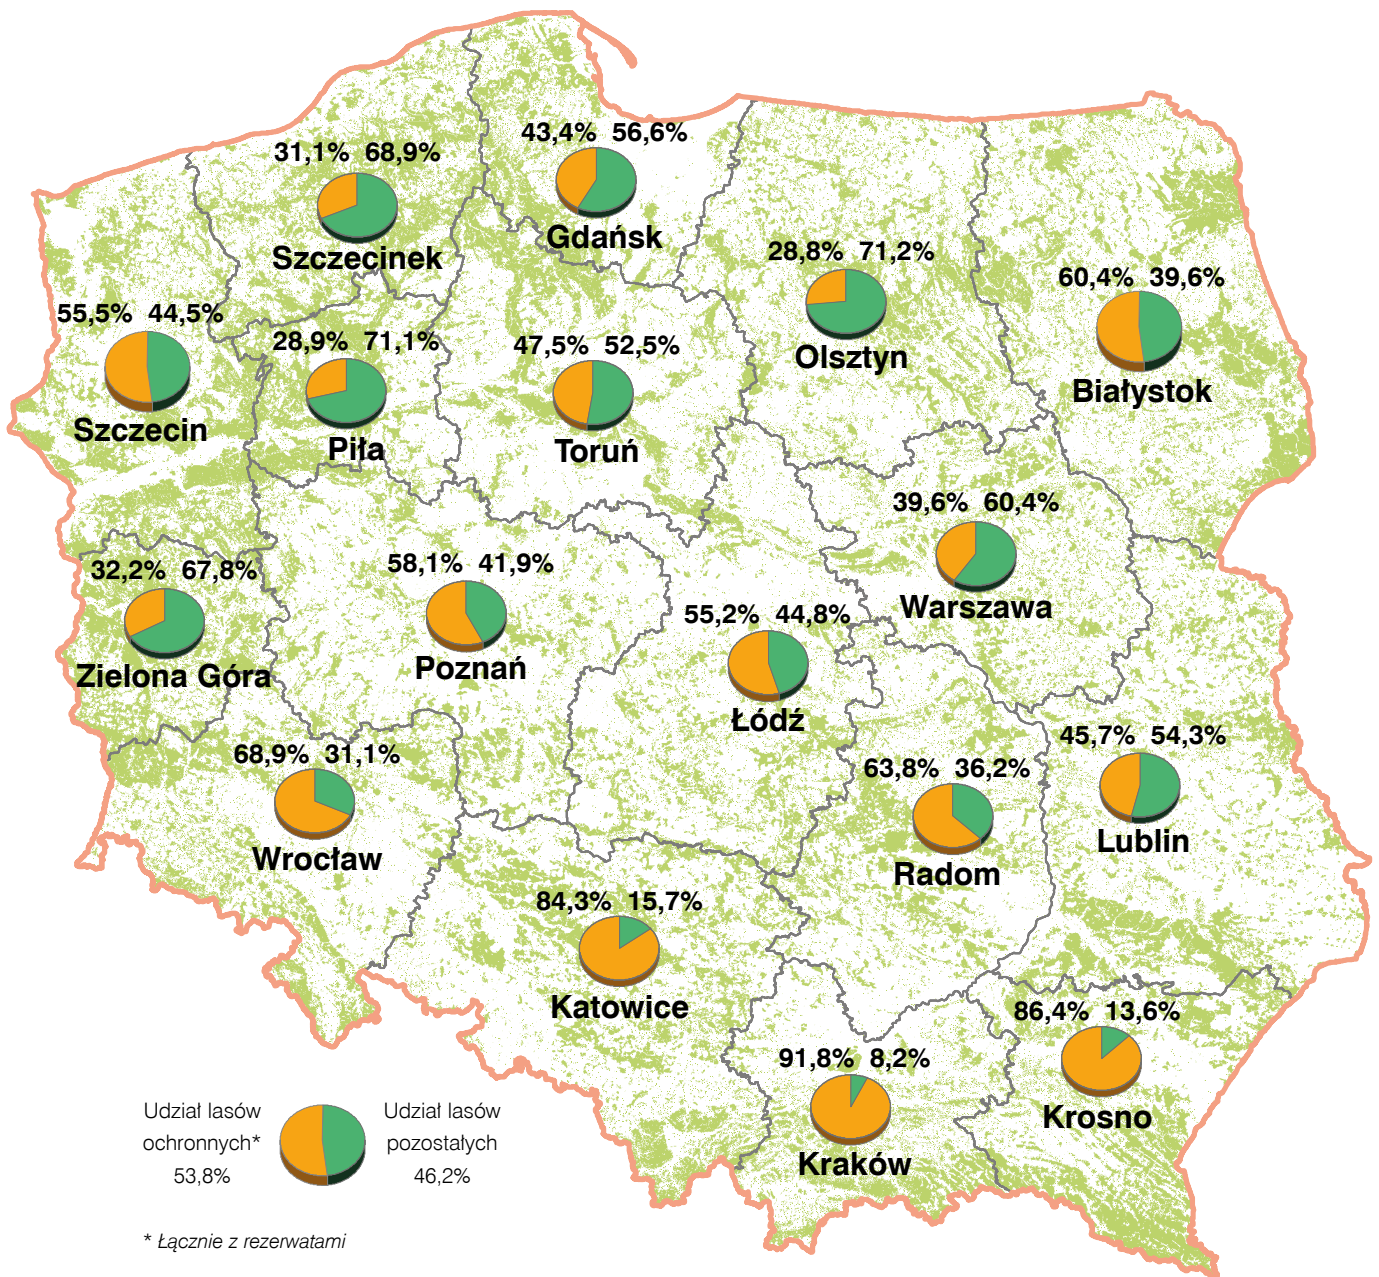 43,4% 56,6%
Gdańsk
31,1% 68,9%
Szczecinek
28,8% 71,2%
Olsztyn
60,4% 39,6%
Białystok
55,5% 44,5%
Szczecin
28,9% 71,1%
Piła
47,5% 52,5%
Toruń
39,6% 60,4%
Warszawa
32,2% 67,8%
Zielona Góra
58,1% 41,9%
Poznań
55,2% 44,8%
Łódź
68,9% 31,1%
Wrocław
63,8% 36,2%
Radom
45,7% 54,3%
Lublin
84,3% 15,7%
Katowice
91,8% 8,2%
Kraków
86,4% 13,6%
Krosno
Udział lasów
ochronnych*
53,8%
Udział lasów
pozostałych
46,2%
* Łącznie z rezerwatami